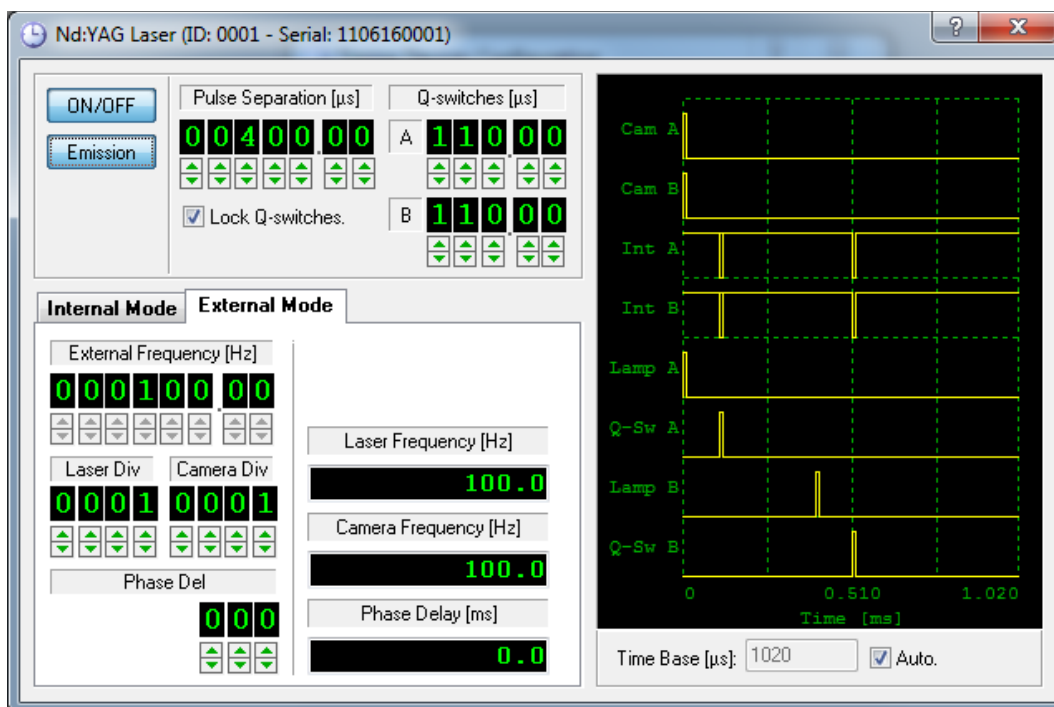 Nd:YAG Laser (ID: 0001 - Serial: 1106160001)
ON/OFF
Emission
Pulse Separation [µs]
00400.00
Lock Q-switches.
Q-switches [µs]
A 110.00
B 110.00
Internal Mode External Mode
External Frequency [Hz]
000100.00
Laser Div Camera Div
0001 0001
Phase Del
000
Laser Frequency [Hz]
100.0
Camera Frequency [Hz]
100.0
Phase Delay [ms]
0.0
Cam A
Cam B
Int A
Int B
Lamp A
Q-Sw A
Lamp B
Q-Sw B
0 0.510 1.020
Time [ms]
Time Base [µs]: 1020 Auto.